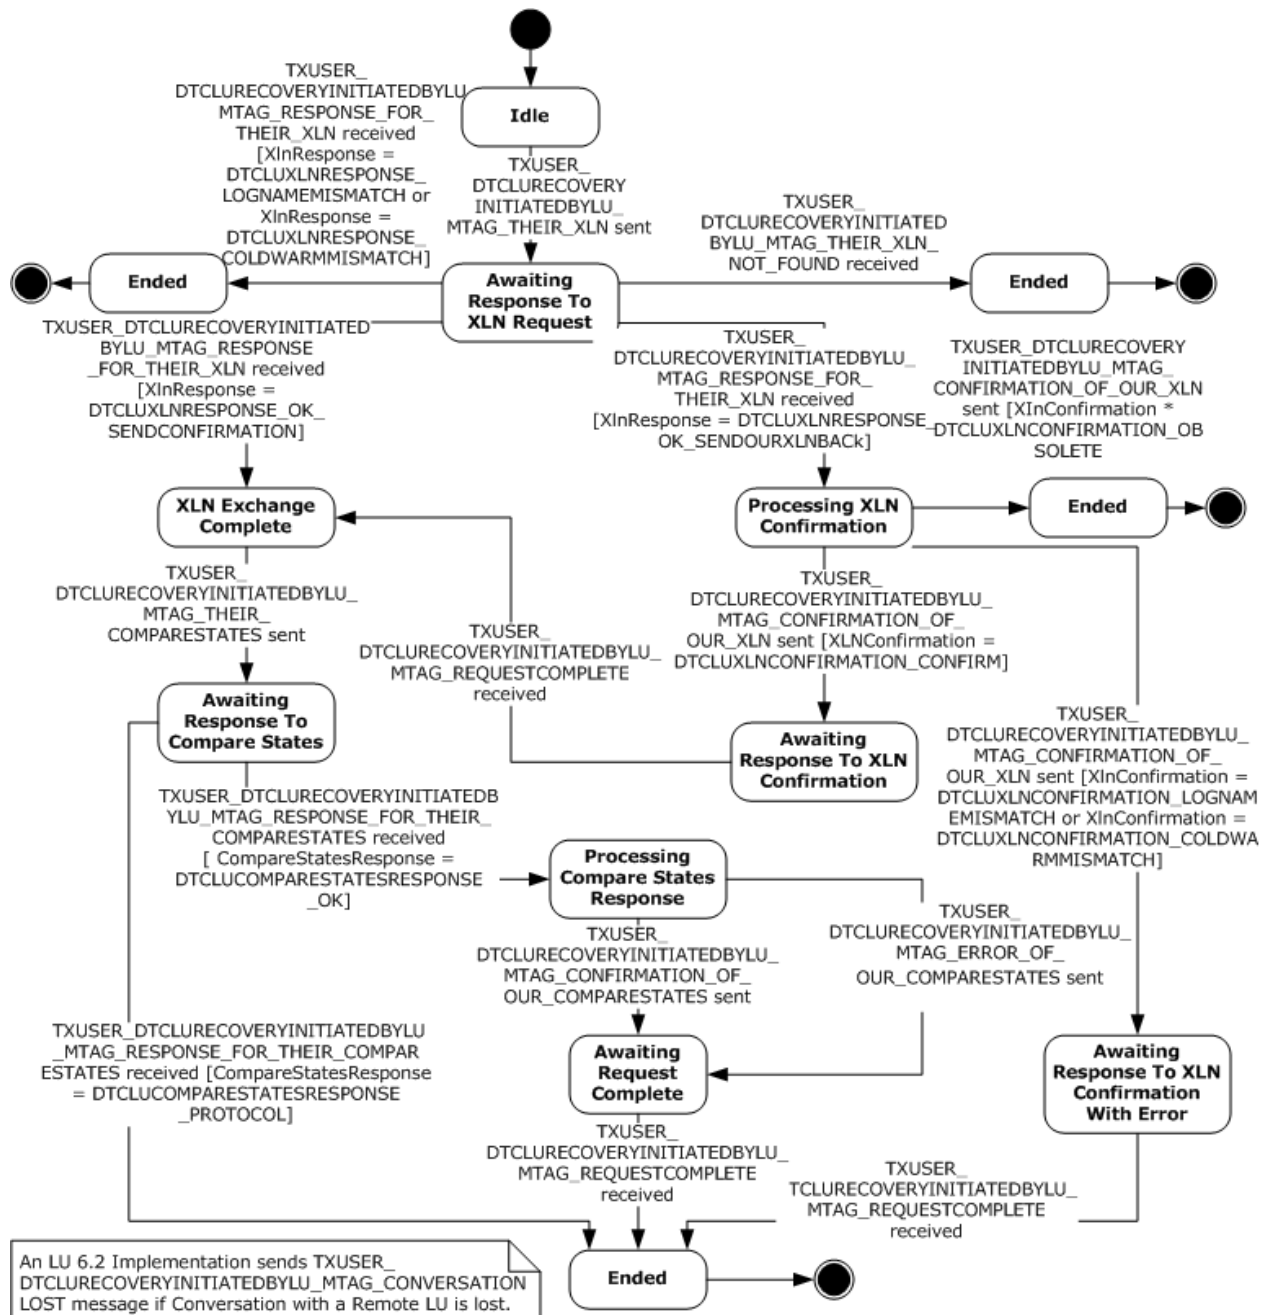 TXUSER_
DTCLURECOVERYINITIATEDBYLU_
MTAG_RESPONSE_FOR_
THEIR_XLN received
[XlnResponse =
DTCLUXLNRESPONSE_
LOGNAMEMISMATCH or
XlnResponse =
DTCLUXLNRESPONSE_
COLDWARMMISMATCH]
Idle
TXUSER_
DTCLURECOVERY
INITIATEDBYLU_
MTAG_THEIR_XLN sent
TXUSER_
DTCLURECOVERYINITIATED
BYLU_MTAG_THEIR_XLN_
NOT_FOUND received
Ended
Awaiting
Response To
XLN Request
Ended
TXUSER_DTCLURECOVERYINITIATED
BYLU_MTAG_RESPONSE
_FOR_THEIR_XLN received
[XlnResponse =
DTCLUXLNRESPONSE_OK_
SENDCONFIRMATION]
TXUSER_
DTCLURECOVERYINITIATEDBYLU_
MTAG_RESPONSE_FOR_
THEIR_XLN received
[XlnResponse = DTCLUXLNRESPONSE_
OK_SENDOURXLNBACk]
TXUSER_DTCLURECOVERY
INITIATEDBYLU_MTAG_
CONFIRMATION_OF_OUR_XLN
sent [XInConfirmation *
DTCLUXLNCONFIRMATION_OB
SOLETE
XLN Exchange
Complete
Processing XLN
Confirmation
Ended
TXUSER_
DTCLURECOVERYINITIATEDBYLU_
MTAG_THEIR_
COMPARESTATES sent
TXUSER_
DTCLURECOVERYINITIATEDBYLU_
MTAG_REQUESTCOMPLETE
received
TXUSER_
DTCLURECOVERYINITIATEDBYLU_
MTAG_CONFIRMATION_OF_
OUR_XLN sent [XLNConfirmation =
DTCLUXLNCONFIRMATION_CONFIRM]
Awaiting
Response To
Compare States
Awaiting
Response To XLN
Confirmation
TXUSER_
DTCLURECOVERYINITIATEDBYLU_
MTAG_CONFIRMATION_OF_
OUR_XLN sent [XlnConfirmation =
DTCLUXLNCONFIRMATION_LOGNAM
EMISMATCH or XlnConfirmation =
DTCLUXLNCONFIRMATION_COLDWA
RMMISMATCH]
TXUSER_DTCLURECOVERYINITIATEDB
YLU_MTAG_RESPONSE_FOR_THEIR_
COMPARESTATES received
[ CompareStatesResponse =
DTCLUCOMPARESTATESRESPONSE
_OK]
Processing
Compare States
Response
TXUSER_
DTCLURECOVERYINITIATEDBYLU_
MTAG_CONFIRMATION_OF_
OUR_COMPARESTATES sent
TXUSER_
DTCLURECOVERYINITIATEDBYLU_
MTAG_ERROR_OF_
OUR_COMPARESTATES sent
TXUSER_DTCLURECOVERYINITIATEDBYLU
_MTAG_RESPONSE_FOR_THEIR_COMPAR
ESTATES received [CompareStatesResponse
= DTCLUCOMPARESTATESRESPONSE
_PROTOCOL]
Awaiting
Request
Complete
Awaiting
Response To XLN
Confirmation
With Error
TXUSER_
DTCLURECOVERYINITIATEDBYLU_
MTAG_REQUESTCOMPLETE
received
TXUSER_
TCLURECOVERYINITIATEDBYLU_
MTAG_REQUESTCOMPLETE
received
An LU 6.2 Implementation sends TXUSER_
DTCLURECOVERYINITIATEDBYLU_MTAG_CONVERSATION
LOST message if Conversation with a Remote LU is lost.
Ended